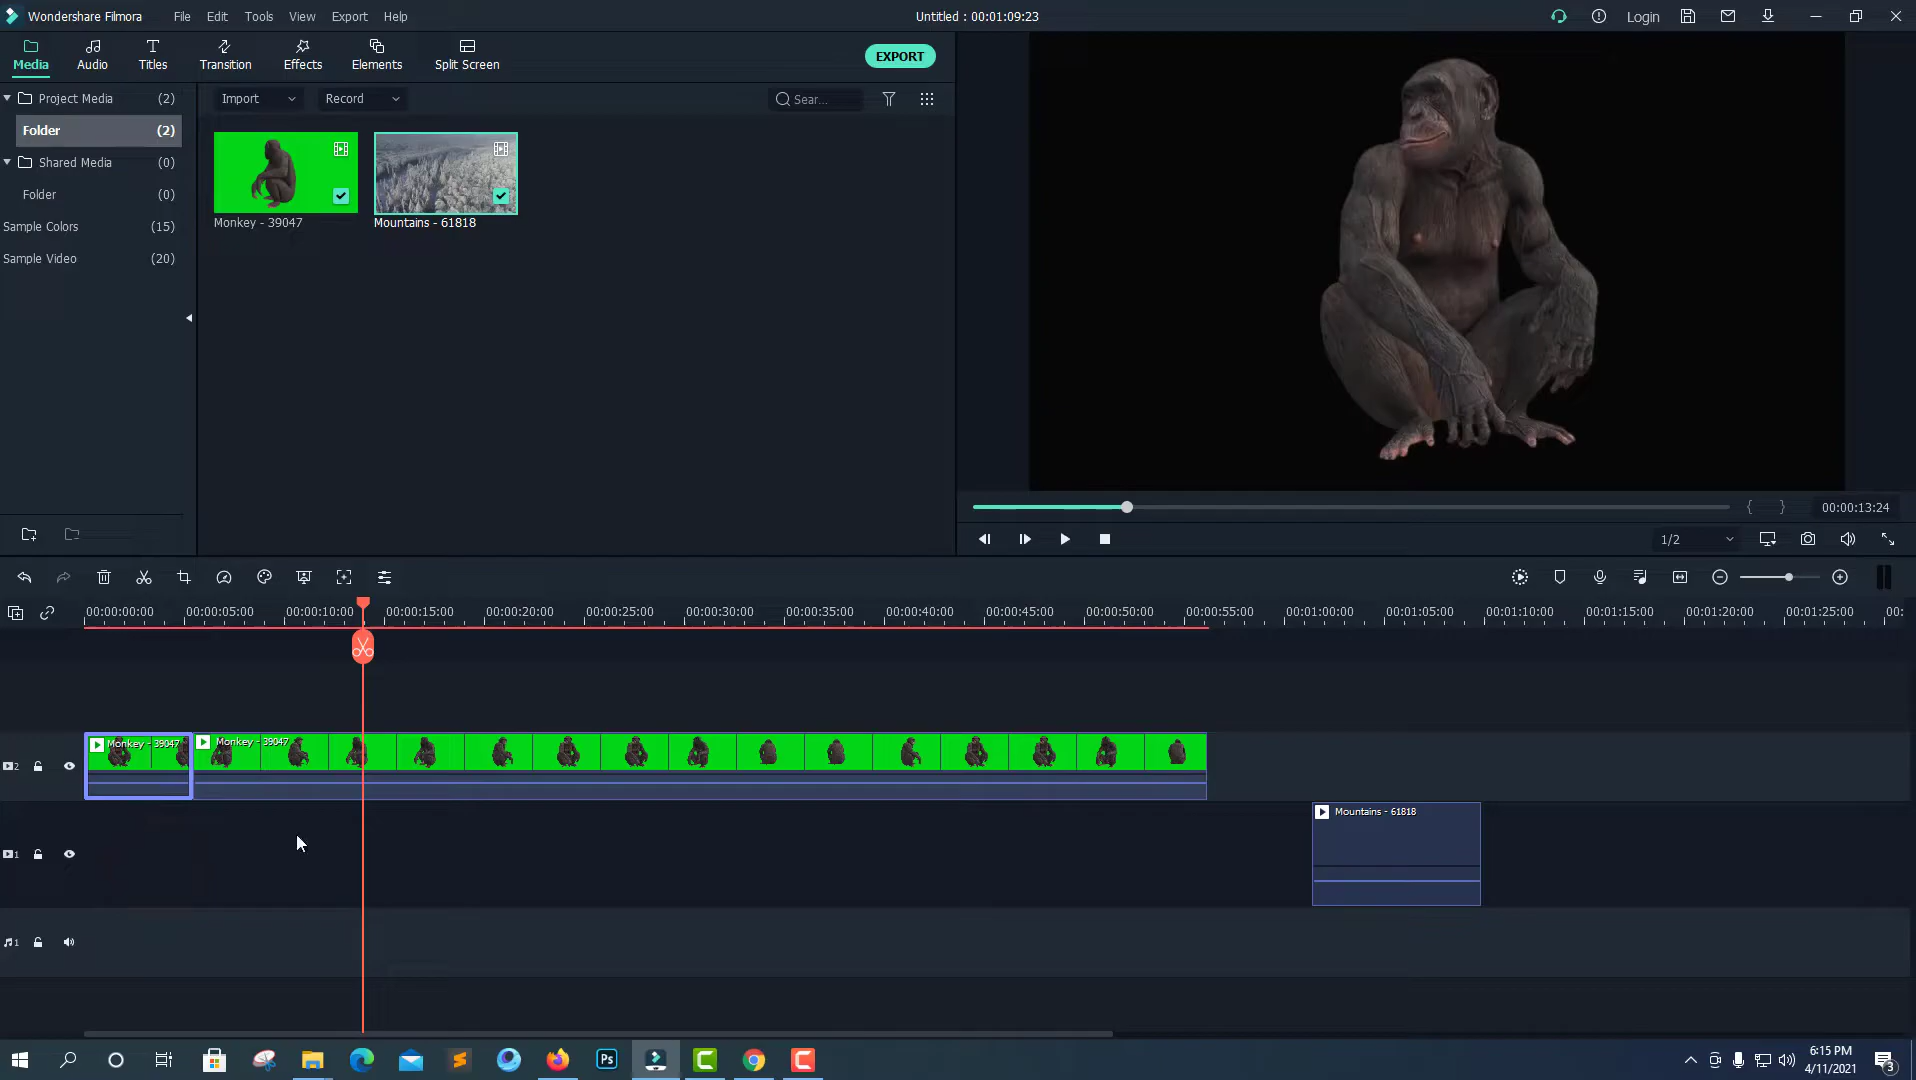 Wondershare Filmora
File
Edit
Tools
View
Export
Help
Untitled : 00:01:09:23
Login
Media
Audio
Titles
Transition
Effects
Elements
Split Screen
EXPORT
Project Media (2)
Folder (2)
Shared Media (0)
Folder (0)
Sample Colors (15)
Sample Video (20)
Import
Record
Sear...
Monkey - 39047
Mountains - 61818
{ } 00:00:13:24
1/2
00:00:00:00
00:00:05:00
00:00:10:00
00:00:15:00
00:00:20:00
00:00:25:00
00:00:30:00
00:00:35:00
00:00:40:00
00:00:45:00
00:00:50:00
00:00:55:00
00:01:00:00
00:01:05:00
00:01:10:00
00:01:15:00
00:01:20:00
00:01:25:00
00:
2
Monkey - 39047
Monkey - 39047
1
Mountains - 61818
1
Ps
6:15 PM
4/11/2021
3